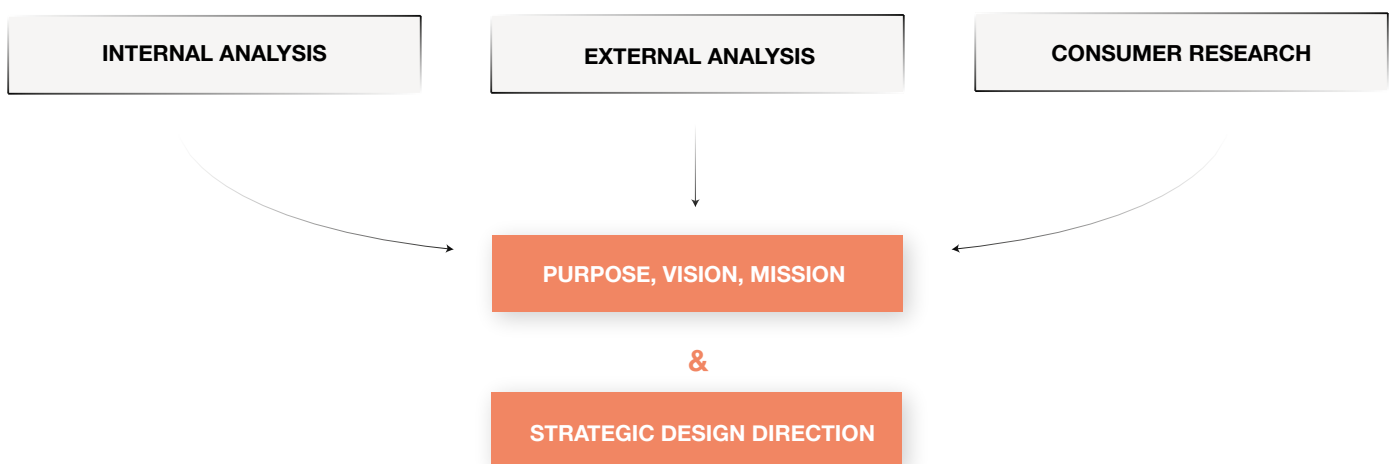 INTERNAL ANALYSIS
EXTERNAL ANALYSIS
CONSUMER RESEARCH
PURPOSE, VISION, MISSION
&
STRATEGIC DESIGN DIRECTION